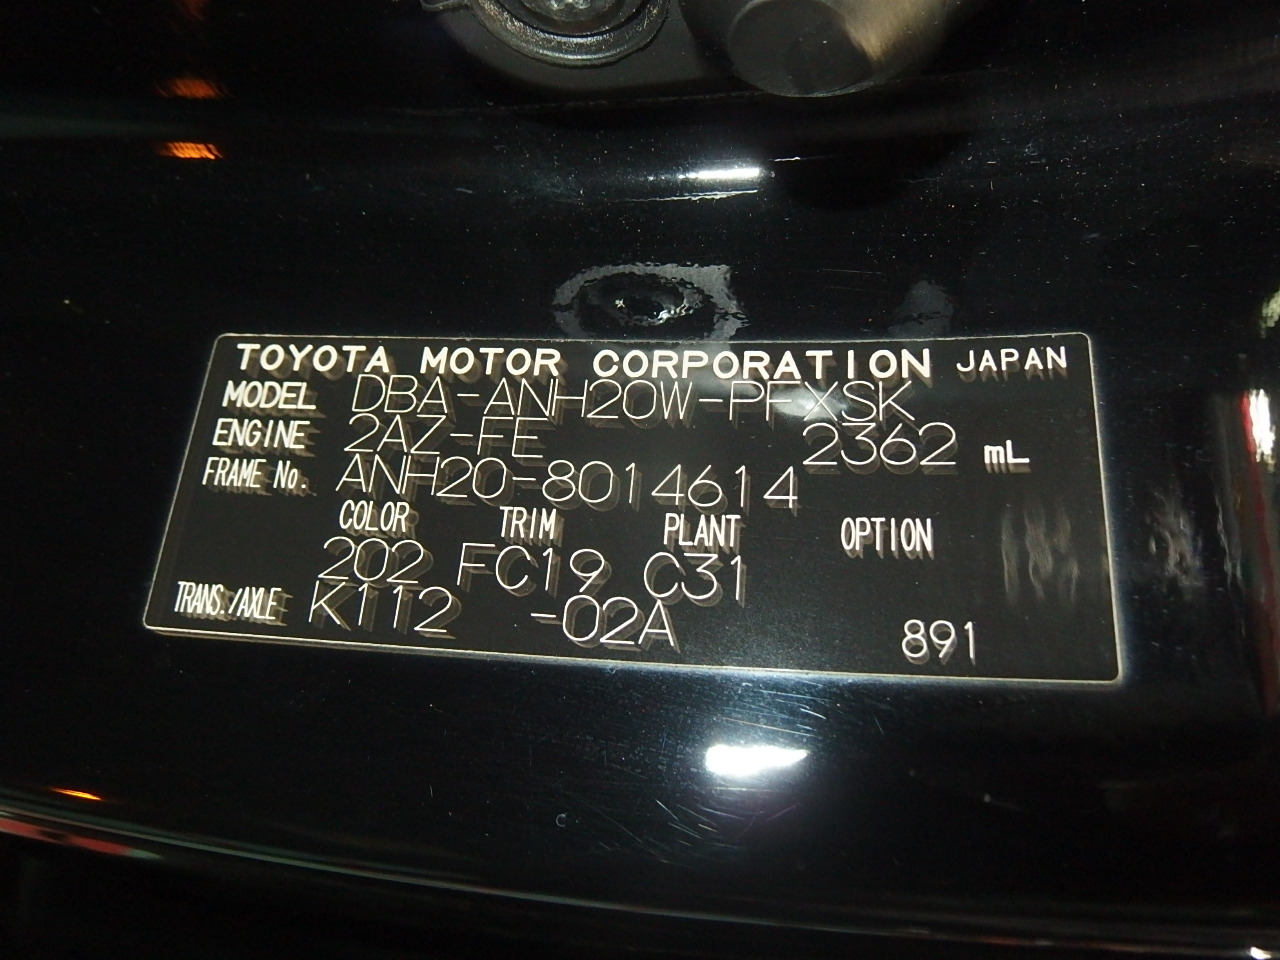 TOYOTA MOTOR CORPORATION JAPAN
MODEL DBA-ANH20W-PFXSK
ENGINE 2AZ-FE 2362 mL
FRAME No. ANH20-8014614
COLOR TRIM PLANT OPTION
202 FC19 C31
TRANS./AXLE K112 -02A 891